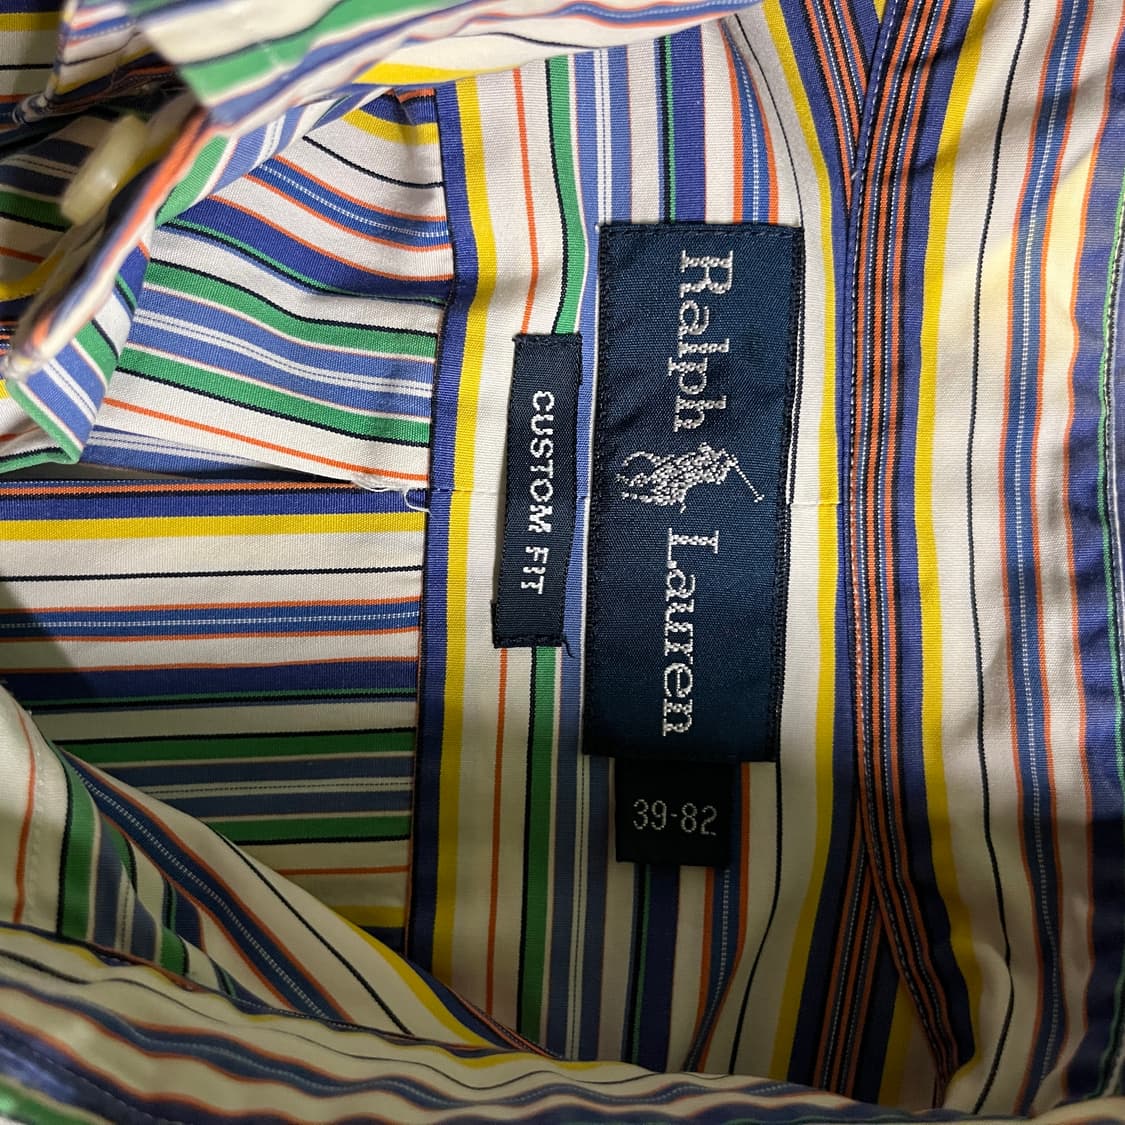 Ralph Lauren
CUSTOM FIT
39-82